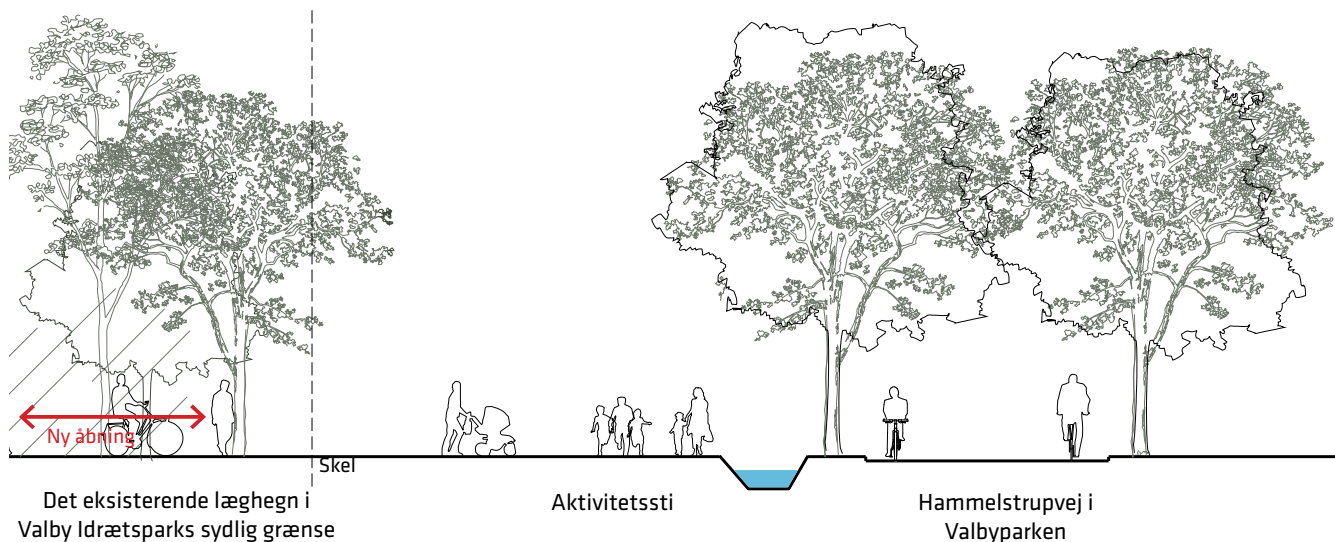 Ny åbning
Skel
Det eksisterende læghegn i
Valby Idrætsparks sydlig grænse
Aktivitetssti
Hammelstrupvej i
Valbyparken